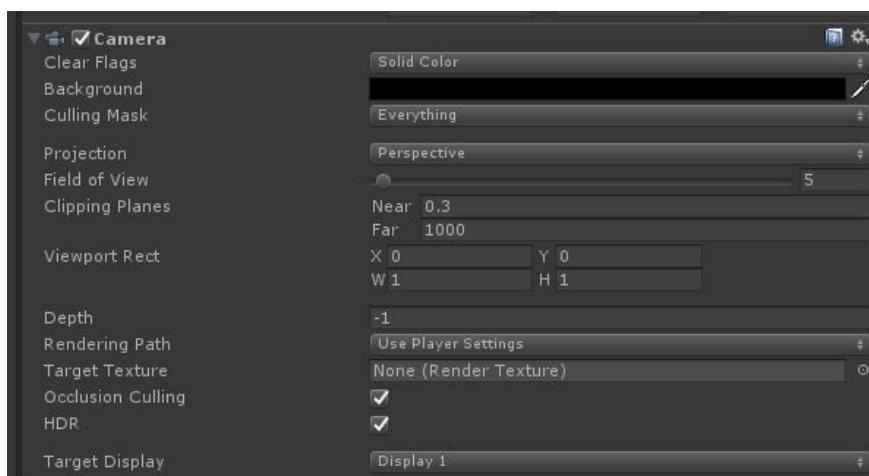 Camera
Clear Flags Solid Color
Background
Culling Mask Everything
Projection Perspective
Field of View 5
Clipping Planes Near 0.3
Far 1000
Viewport Rect X 0 Y 0
W 1 H 1
Depth -1
Rendering Path Use Player Settings
Target Texture None (Render Texture)
Occlusion Culling
HDR
Target Display Display 1